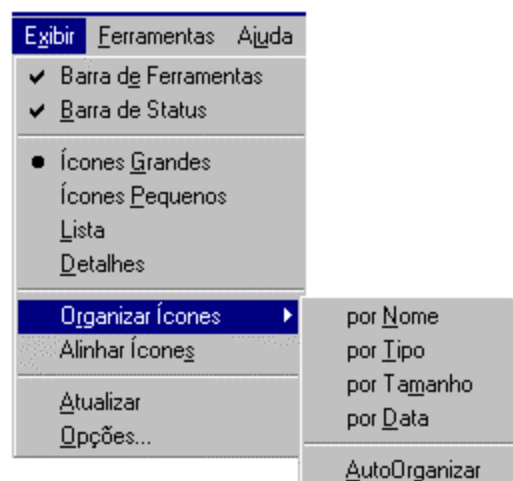 Exibir Ferramentas Ajuda
Barra de Ferramentas
Barra de Status
Ícones Grandes
Ícones Pequenos
Lista
Detalhes
Organizar Ícones
Alinhar Ícones
Atualizar
Opções...
por Nome
por Tipo
por Tamanho
por Data
AutoOrganizar